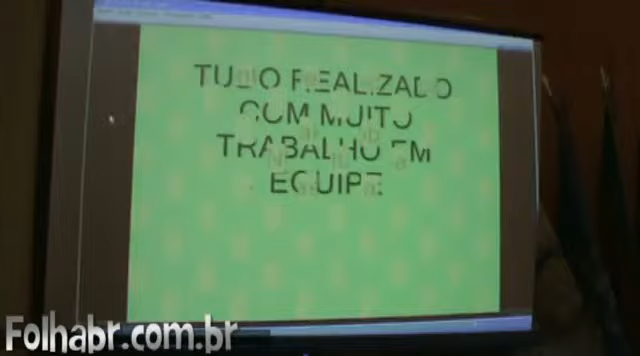 TUDO REALIZADO
COM MUITO
TRABALHO EM
EQUIPE
Folhabr.com.br